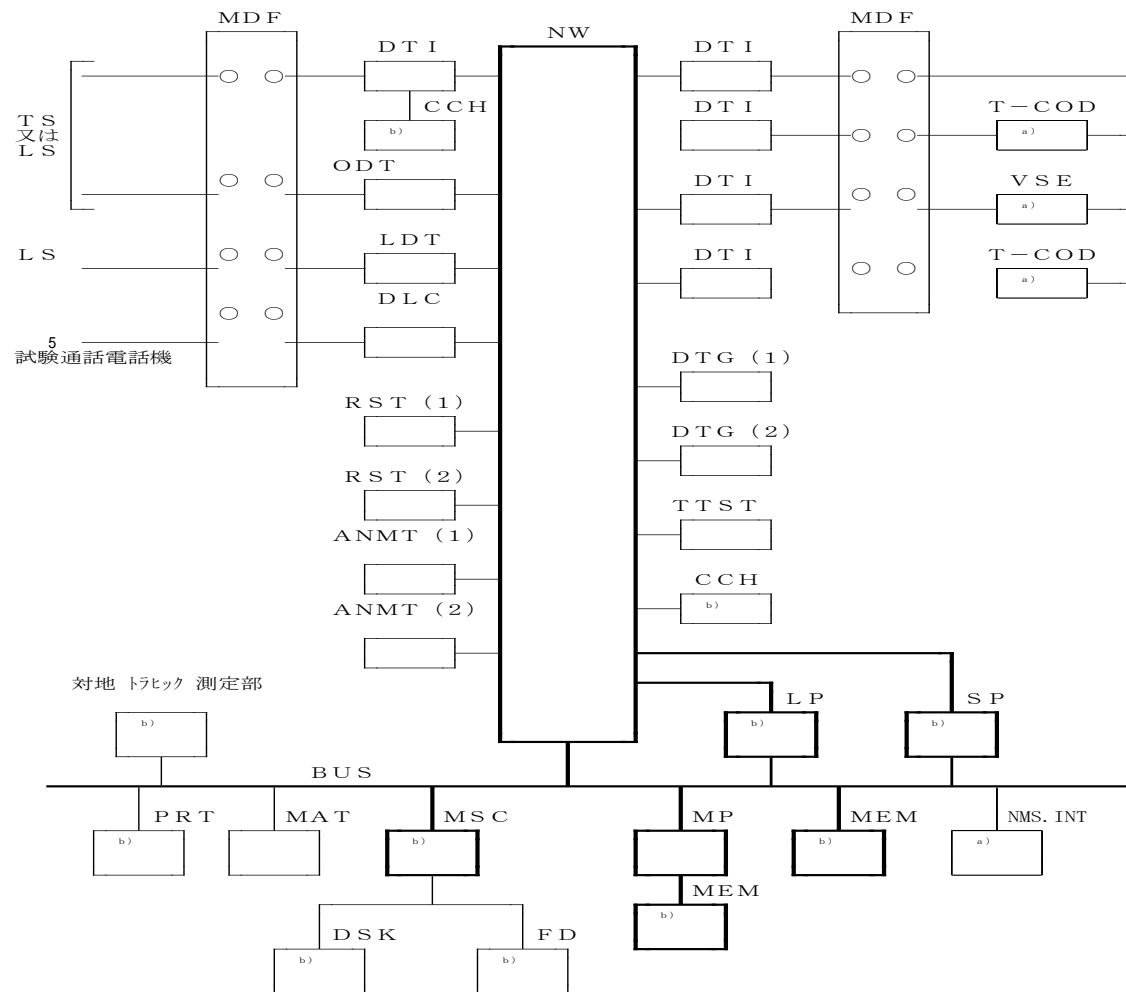 MDF
NW
MDF
DTI
DTI
CCH
b)
DTI
T-COD
a)
TS
又は
LS
ODT
DTI
VSE
a)
LS
LDT
DTI
T-COD
a)
DLC
5
試験通話電話機
DTG (1)
RST (1)
DTG (2)
RST (2)
TTST
ANMT (1)
CCH
b)
ANMT (2)
対地 トラヒック 測定部
b)
LP
b)
SP
b)
BUS
PRT
b)
MAT
MSC
b)
MP
MEM
b)
NMS.INT
a)
MEM
b)
DSK
b)
FD
b)